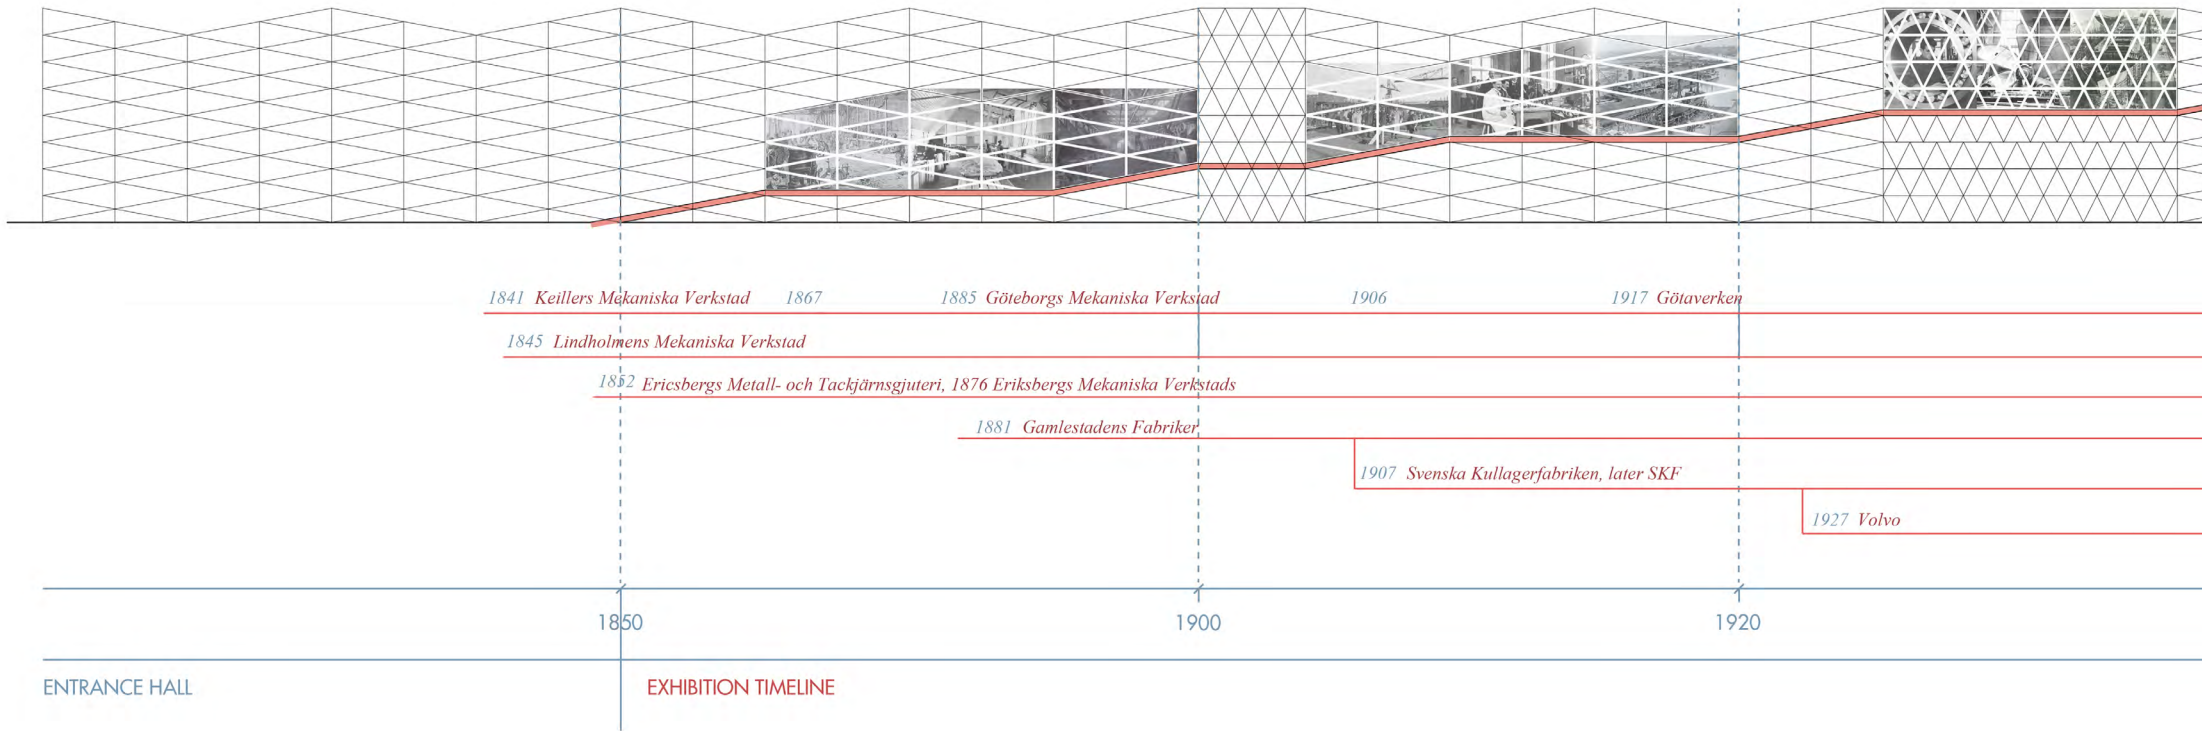 1841 Keillers Mekaniska Verkstad 1867 1885 Göteborgs Mekaniska Verkstad 1906 1917 Götaverken
1845 Lindholmens Mekaniska Verkstad
1852 Ericsbergs Metall- och Tackjärnsgjuteri, 1876 Eriksbergs Mekaniska Verkstads
1881 Gamlestadens Fabriker
1907 Svenska Kullagerfabriken, later SKF
1927 Volvo
1850 1900 1920
ENTRANCE HALL EXHIBITION TIMELINE